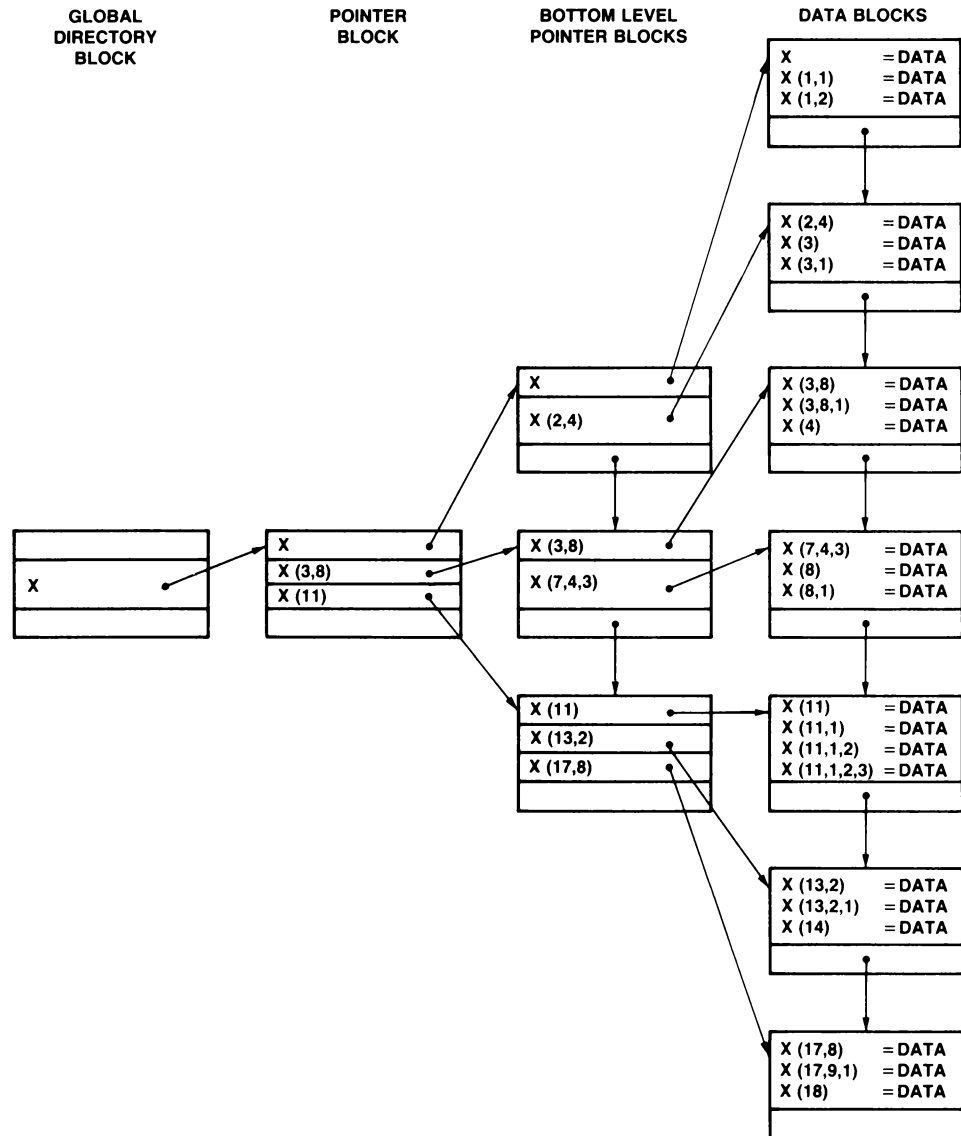 GLOBAL
DIRECTORY
BLOCK
POINTER
BLOCK
BOTTOM LEVEL
POINTER BLOCKS
DATA BLOCKS
X = DATA
X (1,1) = DATA
X (1,2) = DATA
X (2,4) = DATA
X (3) = DATA
X (3,1) = DATA
X
X (2,4)
X (3,8) = DATA
X (3,8,1) = DATA
X (4) = DATA
X
X
X (3,8)
X (11)
X (3,8)
X (7,4,3)
X (7,4,3) = DATA
X (8) = DATA
X (8,1) = DATA
X (11)
X (13,2)
X (17,8)
X (11) = DATA
X (11,1) = DATA
X (11,1,2) = DATA
X (11,1,2,3) = DATA
X (13,2) = DATA
X (13,2,1) = DATA
X (14) = DATA
X (17,8) = DATA
X (17,9,1) = DATA
X (18) = DATA